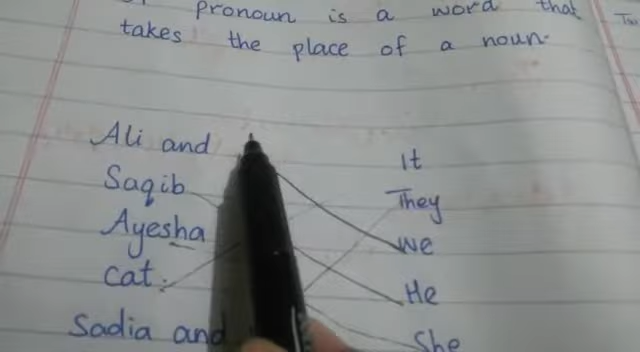 pronoun is a word that
takes the place of a noun.
Ali and
Saqib
Ayesha
cat.
Sadia and
It
They
we
He
She